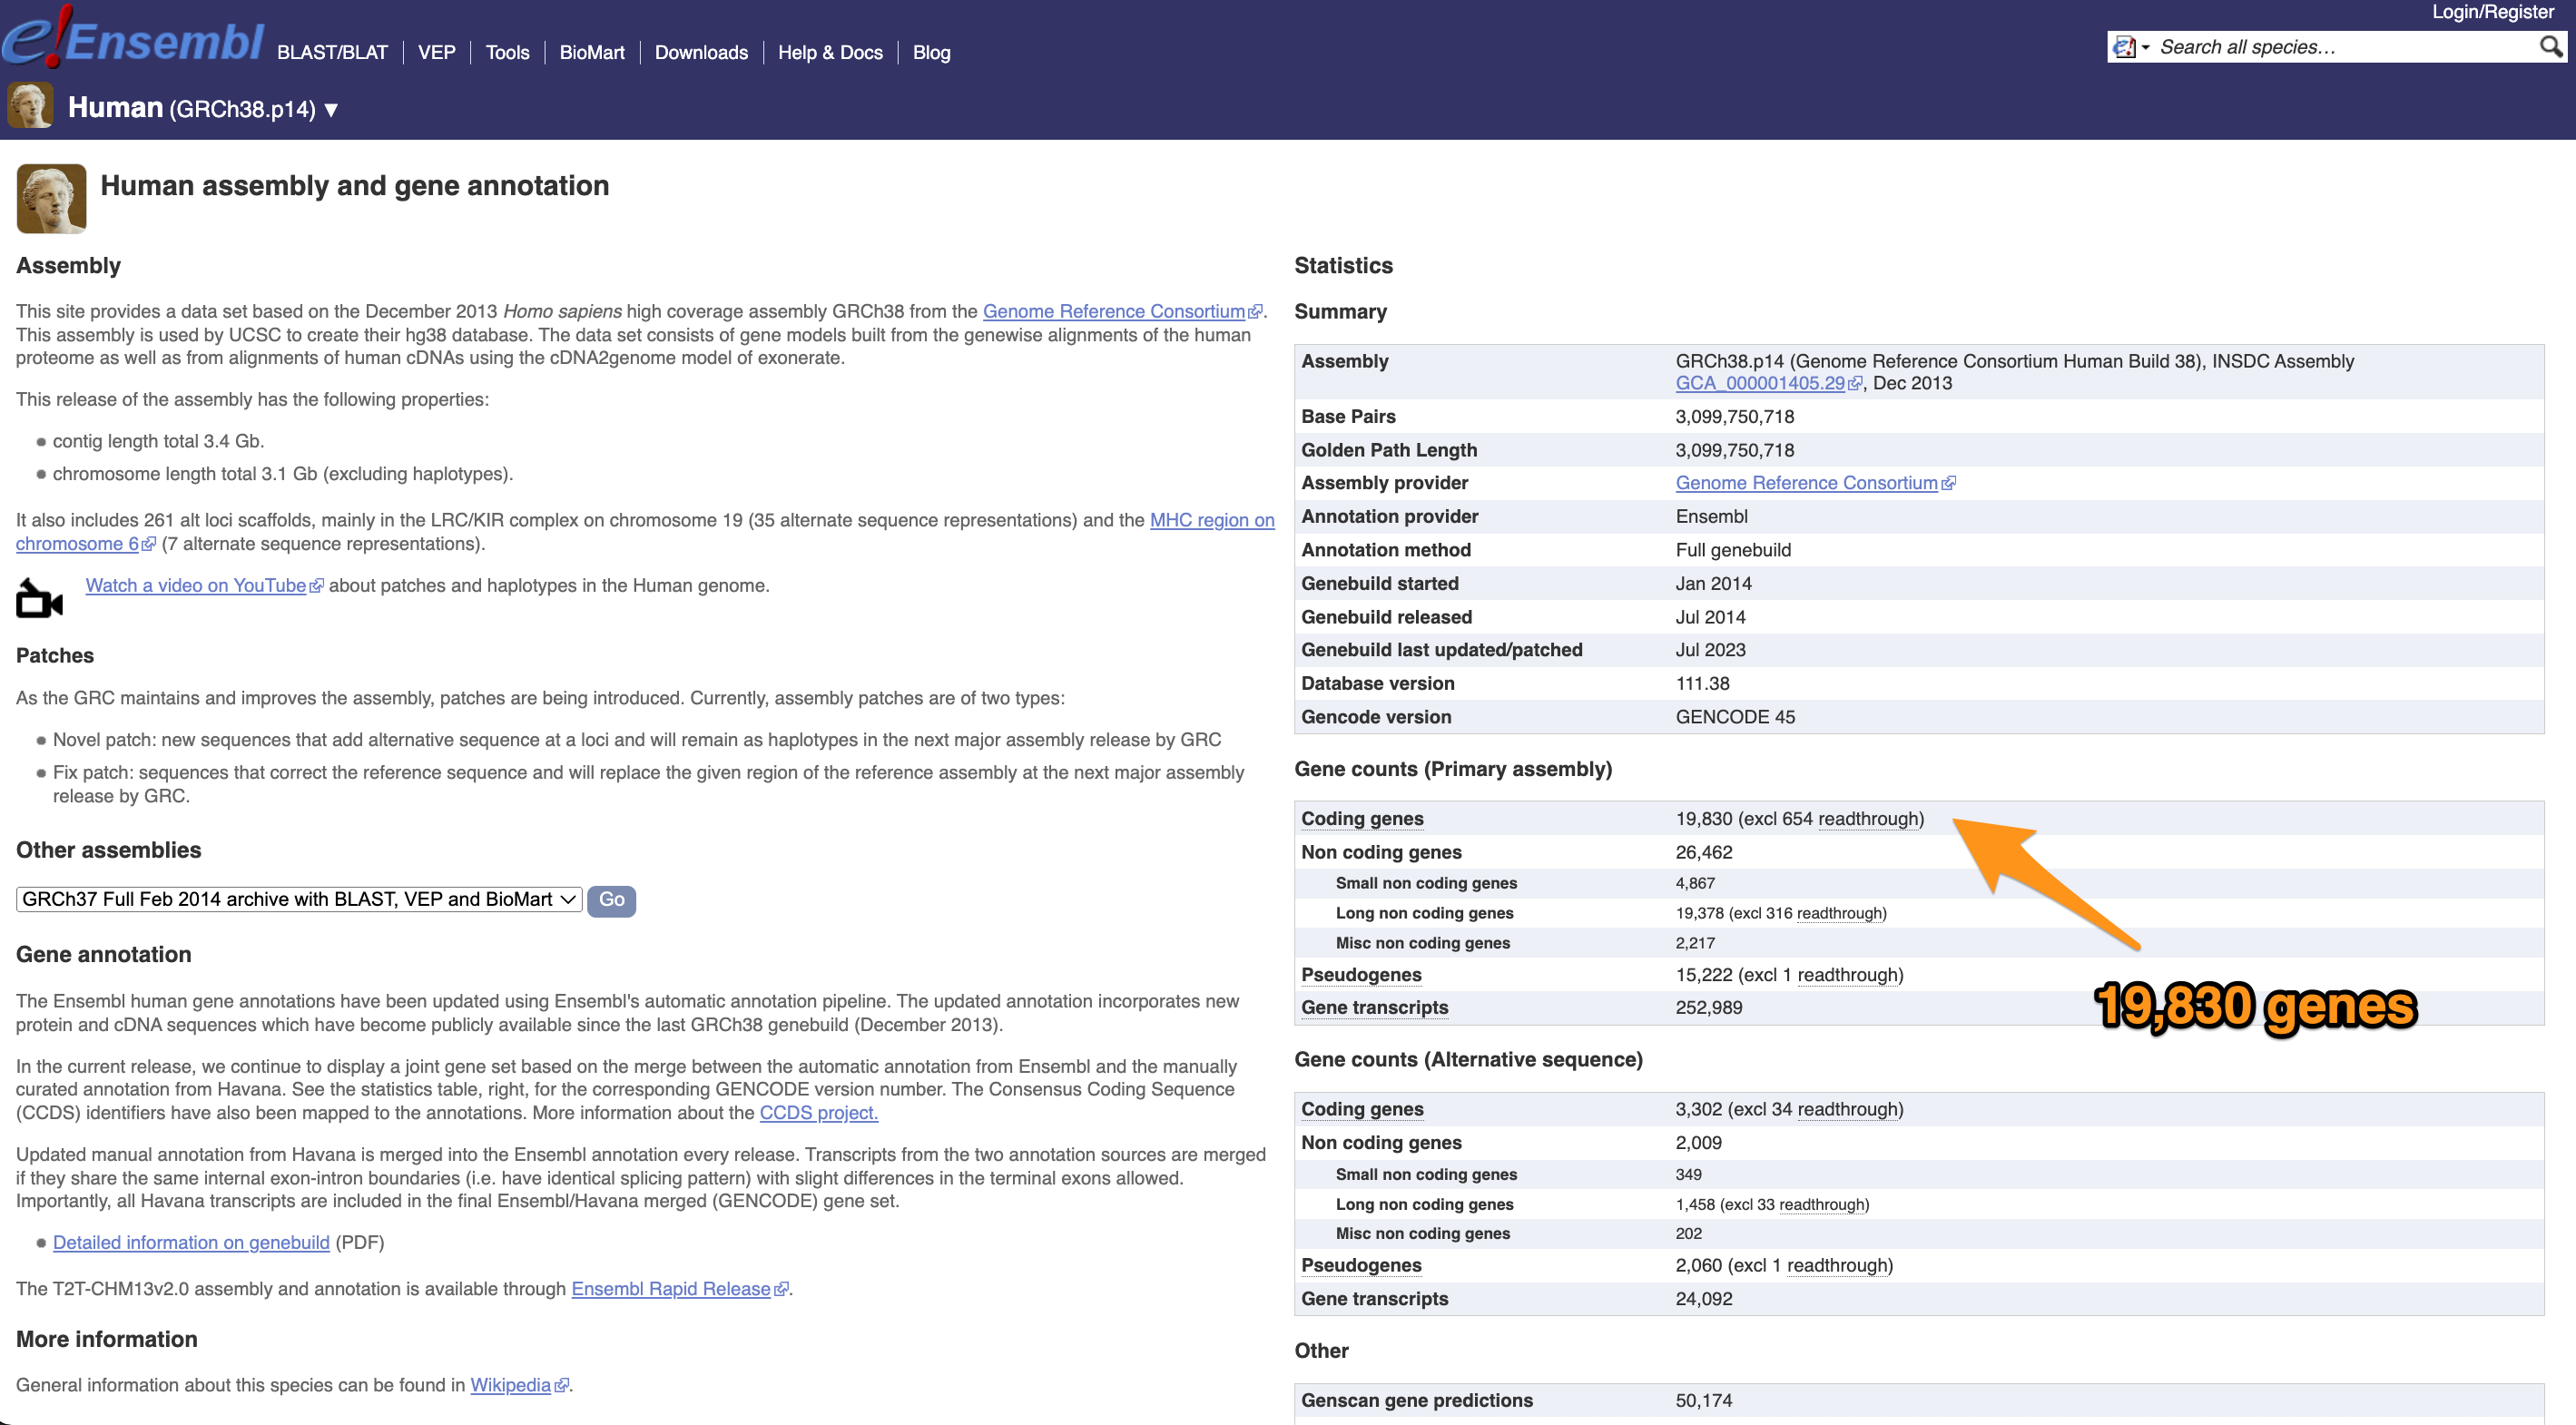 Login/Register
e!Ensembl BLAST/BLAT VEP Tools BioMart Downloads Help & Docs Blog
Search all species...
Human (GRCh38.p14) ▼
Human assembly and gene annotation
Assembly
This site provides a data set based on the December 2013 Homo sapiens high coverage assembly GRCh38 from the Genome Reference Consortium.
This assembly is used by UCSC to create their hg38 database. The data set consists of gene models built from the genewise alignments of the human
proteome as well as from alignments of human cDNAs using the cDNA2genome model of exonerate.
This release of the assembly has the following properties:
contig length total 3.4 Gb.
chromosome length total 3.1 Gb (excluding haplotypes).
It also includes 261 alt loci scaffolds, mainly in the LRC/KIR complex on chromosome 19 (35 alternate sequence representations) and the MHC region on
chromosome 6 (7 alternate sequence representations).
Watch a video on YouTube about patches and haplotypes in the Human genome.
Patches
As the GRC maintains and improves the assembly, patches are being introduced. Currently, assembly patches are of two types:
Novel patch: new sequences that add alternative sequence at a loci and will remain as haplotypes in the next major assembly release by GRC
Fix patch: sequences that correct the reference sequence and will replace the given region of the reference assembly at the next major assembly
release by GRC.
Other assemblies
GRCh37 Full Feb 2014 archive with BLAST, VEP and BioMart Go
Gene annotation
The Ensembl human gene annotations have been updated using Ensembl's automatic annotation pipeline. The updated annotation incorporates new
protein and cDNA sequences which have become publicly available since the last GRCh38 genebuild (December 2013).
In the current release, we continue to display a joint gene set based on the merge between the automatic annotation from Ensembl and the manually
curated annotation from Havana. See the statistics table, right, for the corresponding GENCODE version number. The Consensus Coding Sequence
(CCDS) identifiers have also been mapped to the annotations. More information about the CCDS project.
Updated manual annotation from Havana is merged into the Ensembl annotation every release. Transcripts from the two annotation sources are merged
if they share the same internal exon-intron boundaries (i.e. have identical splicing pattern) with slight differences in the terminal exons allowed.
Importantly, all Havana transcripts are included in the final Ensembl/Havana merged (GENCODE) gene set.
Detailed information on genebuild (PDF)
The T2T-CHM13v2.0 assembly and annotation is available through Ensembl Rapid Release.
More information
General information about this species can be found in Wikipedia.
Statistics
Summary
Assembly GRCh38.p14 (Genome Reference Consortium Human Build 38), INSDC Assembly
GCA_000001405.29, Dec 2013
Base Pairs 3,099,750,718
Golden Path Length 3,099,750,718
Assembly provider Genome Reference Consortium
Annotation provider Ensembl
Annotation method Full genebuild
Genebuild started Jan 2014
Genebuild released Jul 2014
Genebuild last updated/patched Jul 2023
Database version 111.38
Gencode version GENCODE 45
Gene counts (Primary assembly)
Coding genes 19,830 (excl 654 readthrough)
Non coding genes 26,462
Small non coding genes 4,867
Long non coding genes 19,378 (excl 316 readthrough)
Misc non coding genes 2,217
Pseudogenes 15,222 (excl 1 readthrough)
Gene transcripts 252,989
19,830 genes
Gene counts (Alternative sequence)
Coding genes 3,302 (excl 34 readthrough)
Non coding genes 2,009
Small non coding genes 349
Long non coding genes 1,458 (excl 33 readthrough)
Misc non coding genes 202
Pseudogenes 2,060 (excl 1 readthrough)
Gene transcripts 24,092
Other
Genscan gene predictions 50,174